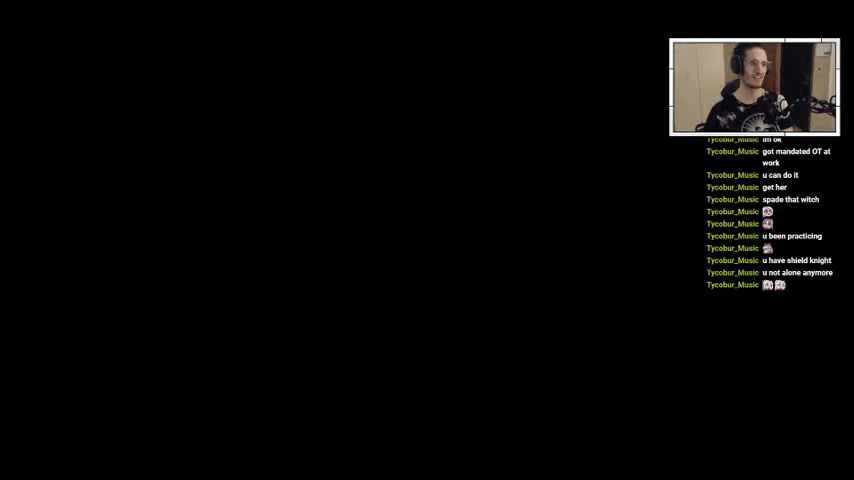 Tycobur_Music im ok
Tycobur_Music got mandated OT at
work
Tycobur_Music u can do it
Tycobur_Music get her
Tycobur_Music spade that witch
Tycobur_Music
Tycobur_Music
Tycobur_Music u been practicing
Tycobur_Music
Tycobur_Music u have shield knight
Tycobur_Music u not alone anymore
Tycobur_Music